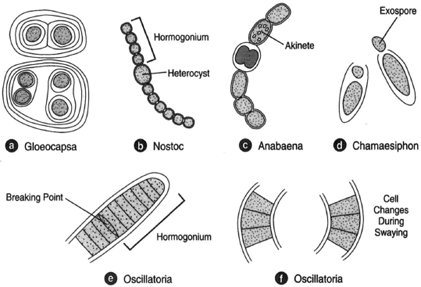 Exospore
Hormogonium
Akinete
Heterocyst
a Gloeocapsa
b Nostoc
c Anabaena
d Chamaesiphon
Breaking Point
Hormogonium
Cell
Changes
During
Swaying
e Oscillatoria
f Oscillatoria